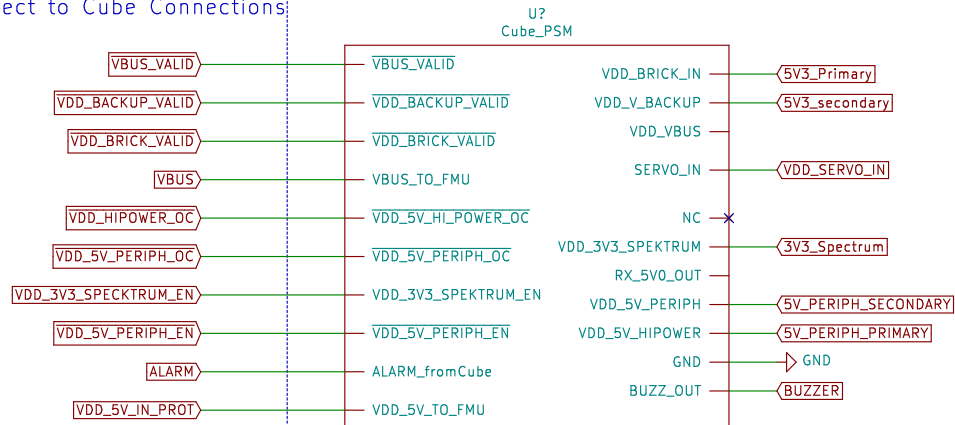 ect to Cube Connections
U?
Cube_PSM
VBUS_VALID
VDD_BACKUP_VALID
VDD_BRICK_VALID
VBUS
VDD_HIPOWER_OC
VDD_5V_PERIPH_OC
VDD_3V3_SPECKTRUM_EN
VDD_5V_PERIPH_EN
ALARM
VDD_5V_IN_PROT
VBUS_VALID
VDD_BACKUP_VALID
VDD_BRICK_VALID
VBUS_TO_FMU
VDD_5V_HI_POWER_OC
VDD_5V_PERIPH_OC
VDD_3V3_SPEKTRUM_EN
VDD_5V_PERIPH_EN
ALARM_fromCube
VDD_5V_TO_FMU
VDD_BRICK_IN
VDD_V_BACKUP
VDD_VBUS
SERVO_IN
NC
VDD_3V3_SPEKTRUM
RX_5V0_OUT
VDD_5V_PERIPH
VDD_5V_HIPOWER
GND
BUZZ_OUT
5V3_Primary
5V3_secondary
VDD_SERVO_IN
3V3_Spectrum
5V_PERIPH_SECONDARY
5V_PERIPH_PRIMARY
GND
BUZZER